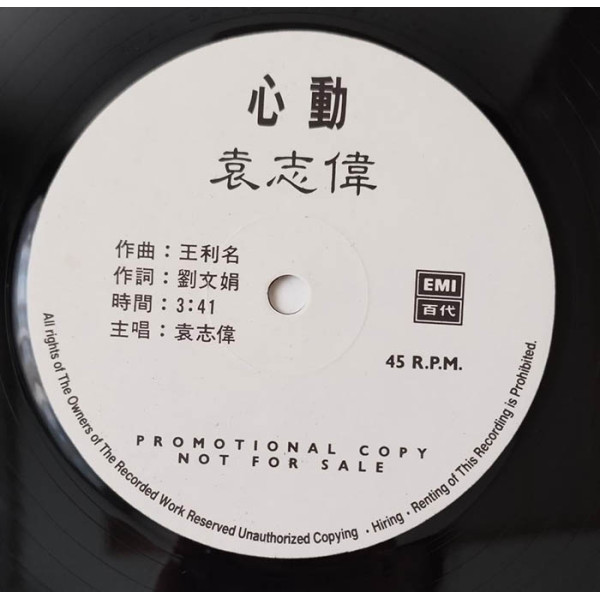 心動
袁志偉
作曲：王利名
作詞：劉文娟
時間：3:41
主唱：袁志偉
EMI
百代
45 R.P.M.
PROMOTIONAL COPY
NOT FOR SALE
All rights of The Owners of The Recorded Work Reserved Unauthorized Copying • Hiring • Renting of This Recording is Prohibited.